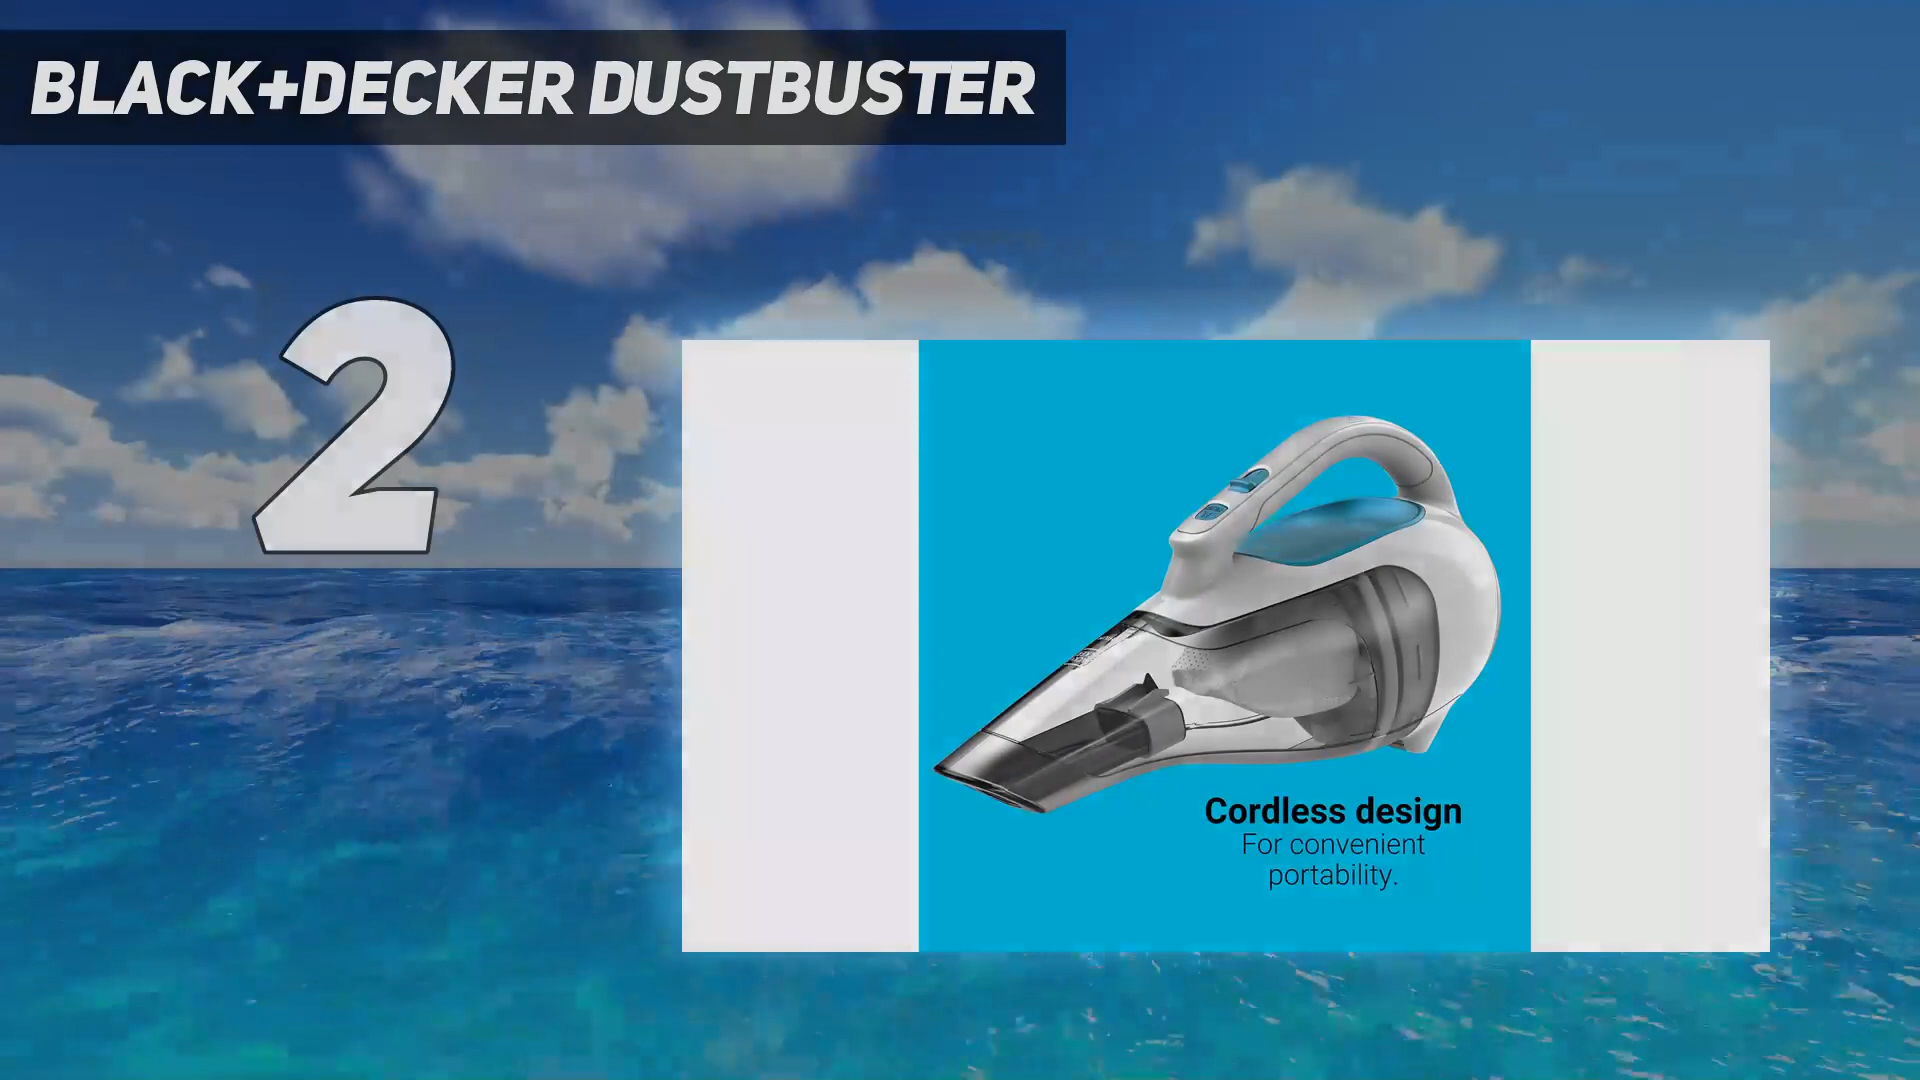 BLACK+DECKER DUSTBUSTER
2
Cordless design
For convenient
portability.